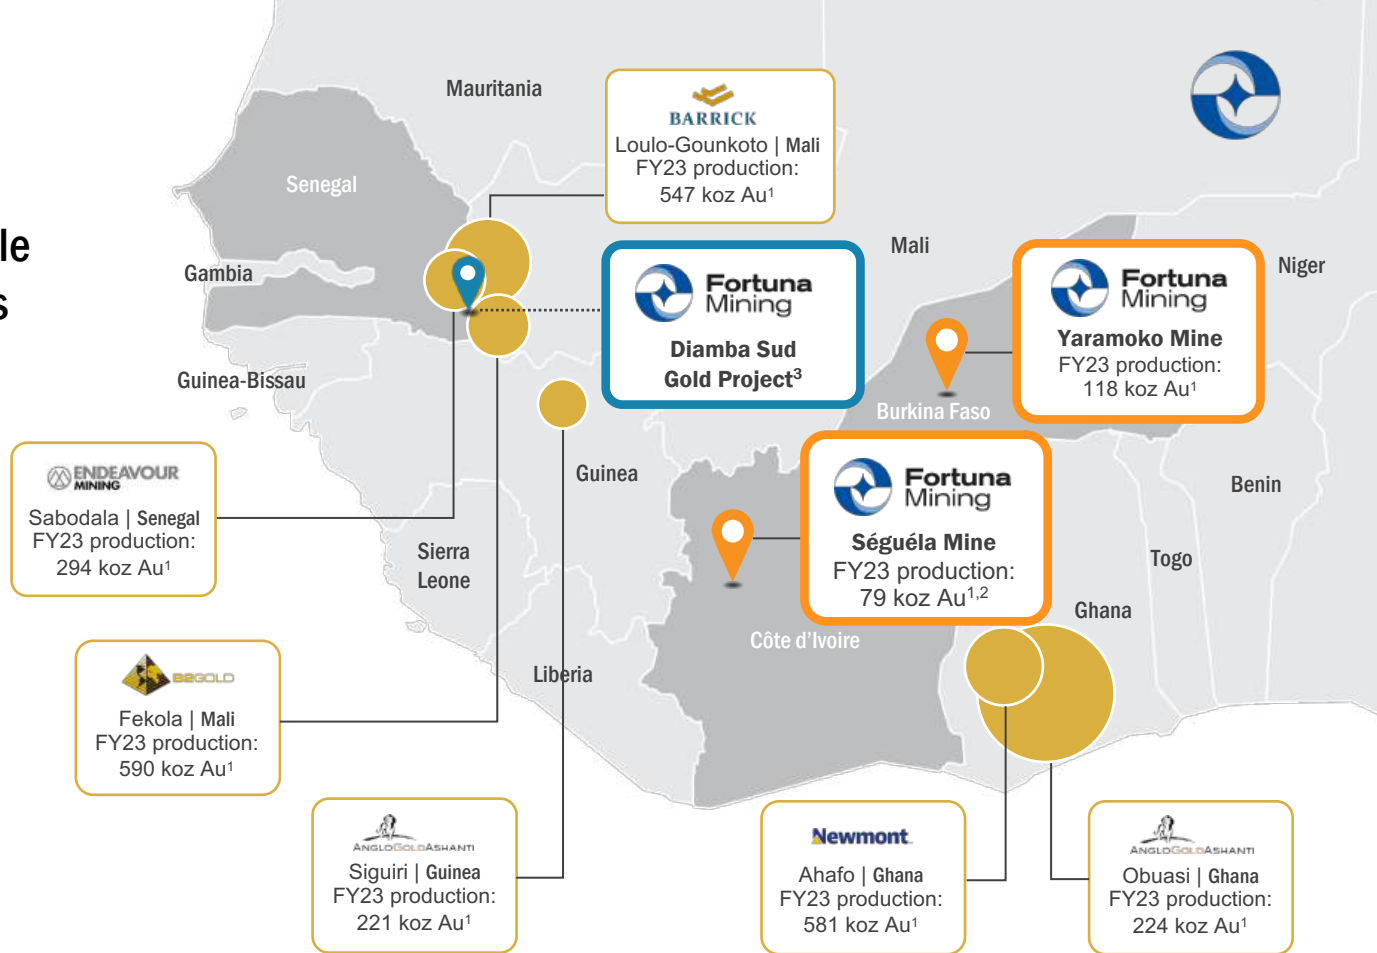 le
s
Mauritania
BARRICK
Loulo-Gounkoto | Mali
FY23 production:
547 koz Au¹
Senegal
Gambia
Guinea-Bissau
Mali
Niger
Fortuna
Mining
Diamba Sud
Gold Project³
Fortuna
Mining
Yaramoko Mine
FY23 production:
118 koz Au¹
Burkina Faso
ENDEAVOUR
MINING
Sabodala | Senegal
FY23 production:
294 koz Au¹
Guinea
Sierra
Leone
Fortuna
Mining
Séguéla Mine
FY23 production:
79 koz Au¹,²
Benin
Togo
Ghana
Côte d'Ivoire
Liberia
B2GOLD
Fekola | Mali
FY23 production:
590 koz Au¹
ANGLOGOLDASHANTI
Siguiri | Guinea
FY23 production:
221 koz Au¹
Newmont
Ahafo | Ghana
FY23 production:
581 koz Au¹
ANGLOGOLDASHANTI
Obuasi | Ghana
FY23 production:
224 koz Au¹